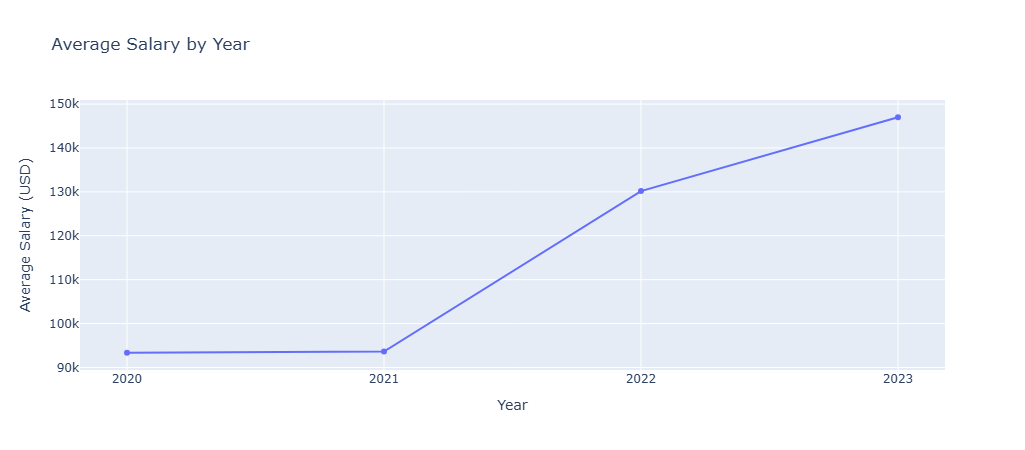 Average Salary by Year
Average Salary (USD)
150k
140k
130k
120k
110k
100k
90k
2020 2021 2022 2023
Year